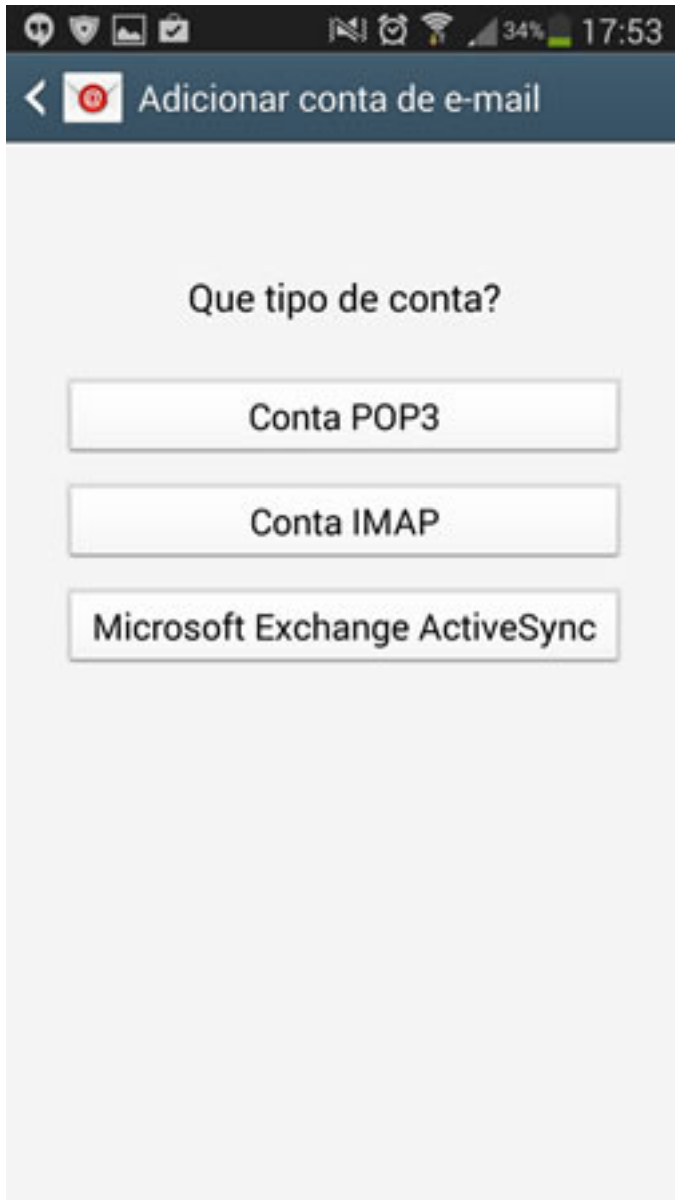 34% 17:53
Adicionar conta de e-mail
Que tipo de conta?
Conta POP3
Conta IMAP
Microsoft Exchange ActiveSync